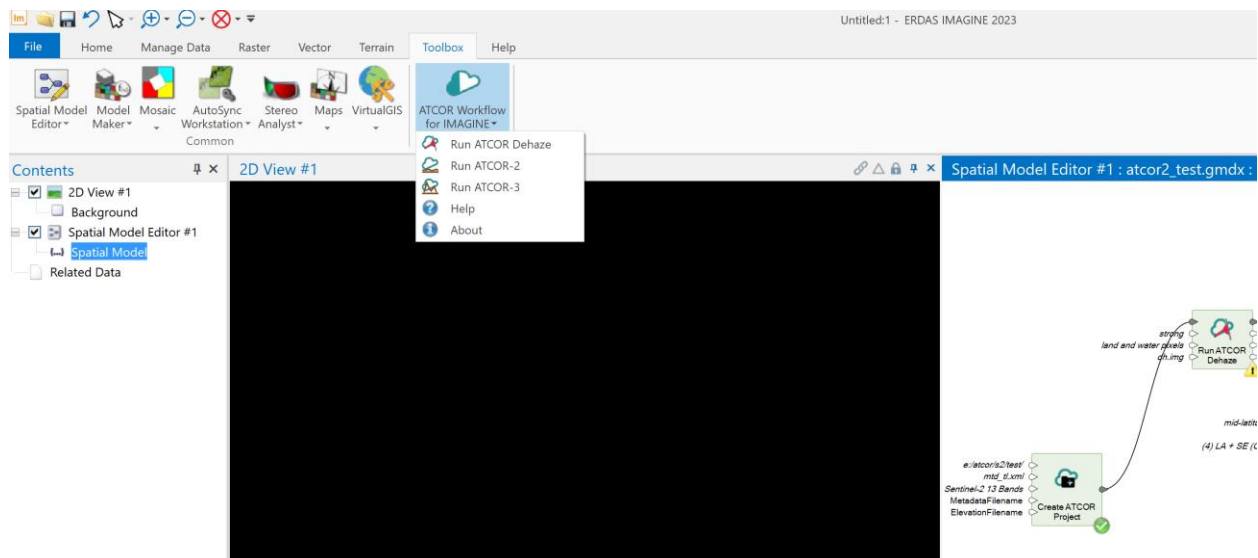 Untitled:1 - ERDAS IMAGINE 2023
File Home Manage Data Raster Vector Terrain Toolbox Help
Spatial Model Editor
Model Maker
Mosaic
AutoSync Workstation
Stereo Analyst
Maps
VirtualGIS
ATCOR Workflow for IMAGINE
Common
Run ATCOR Dehaze
Run ATCOR-2
Run ATCOR-3
Help
About
Contents
2D View #1
Background
Spatial Model Editor #1
{...} Spatial Model
Related Data
2D View #1
Spatial Model Editor #1 : atcor2_test.gmdx :
strong
land and water pixels
dh.img
Run ATCOR
Dehaze
(4) LA + SE
e:/atcor/s2/test/
mtd_tl.xml
Sentinel-2 13 Bands
MetadataFilename
ElevationFilename
Create ATCOR
Project